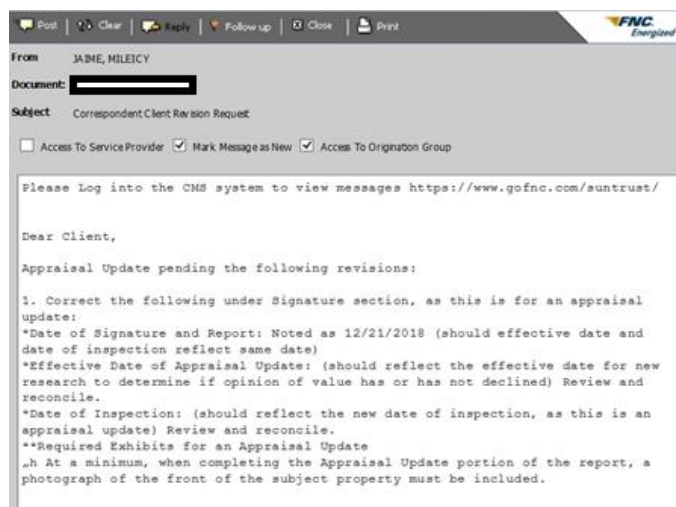 Post | Clear | Reply | Follow up | Close | Print
FNC.
Energized
From JAIME, MILEICY
Document:
Subject Correspondent Client Revision Request
Access To Service Provider Mark Message as New Access To Origination Group
Please Log into the CMS system to view messages https://www.gofnc.com/suntrust/
Dear Client,
Appraisal Update pending the following revisions:
1. Correct the following under Signature section, as this is for an appraisal
update:
*Date of Signature and Report: Noted as 12/21/2018 (should effective date and
date of inspection reflect same date)
*Effective Date of Appraisal Update: (should reflect the effective date for new
research to determine if opinion of value has or has not declined) Review and
reconcile.
*Date of Inspection: (should reflect the new date of inspection, as this is an
appraisal update) Review and reconcile.
**Required Exhibits for an Appraisal Update
„h At a minimum, when completing the Appraisal Update portion of the report, a
photograph of the front of the subject property must be included.